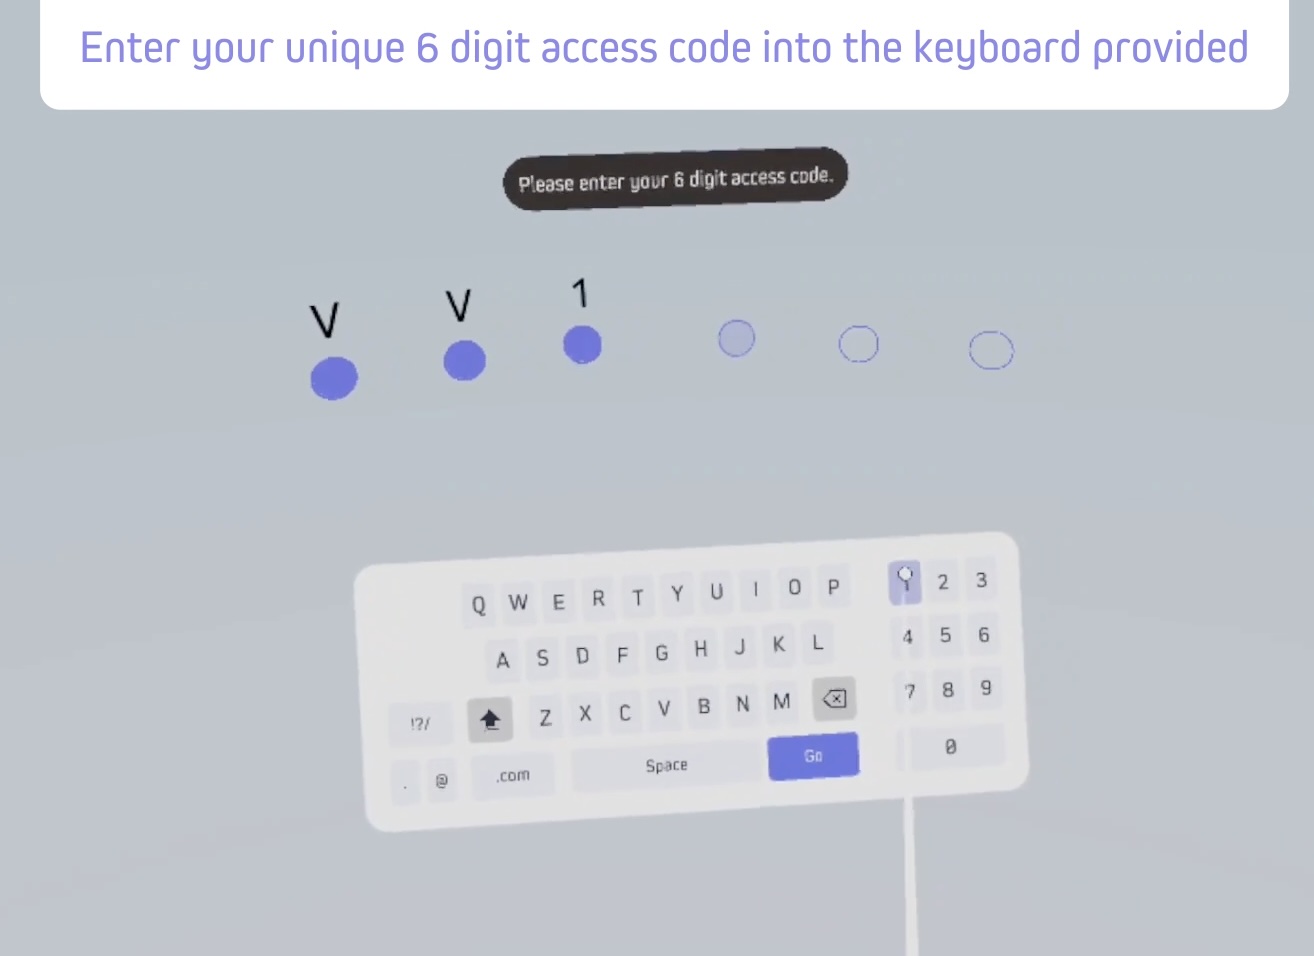 Enter your unique 6 digit access code into the keyboard provided
Please enter your 6 digit access code.
V V 1
Q W E R T Y U I O P 2 3
A S D F G H J K L 4 5 6
!?/ Z X C V B N M 7 8 9
. @ .com Space Go 0